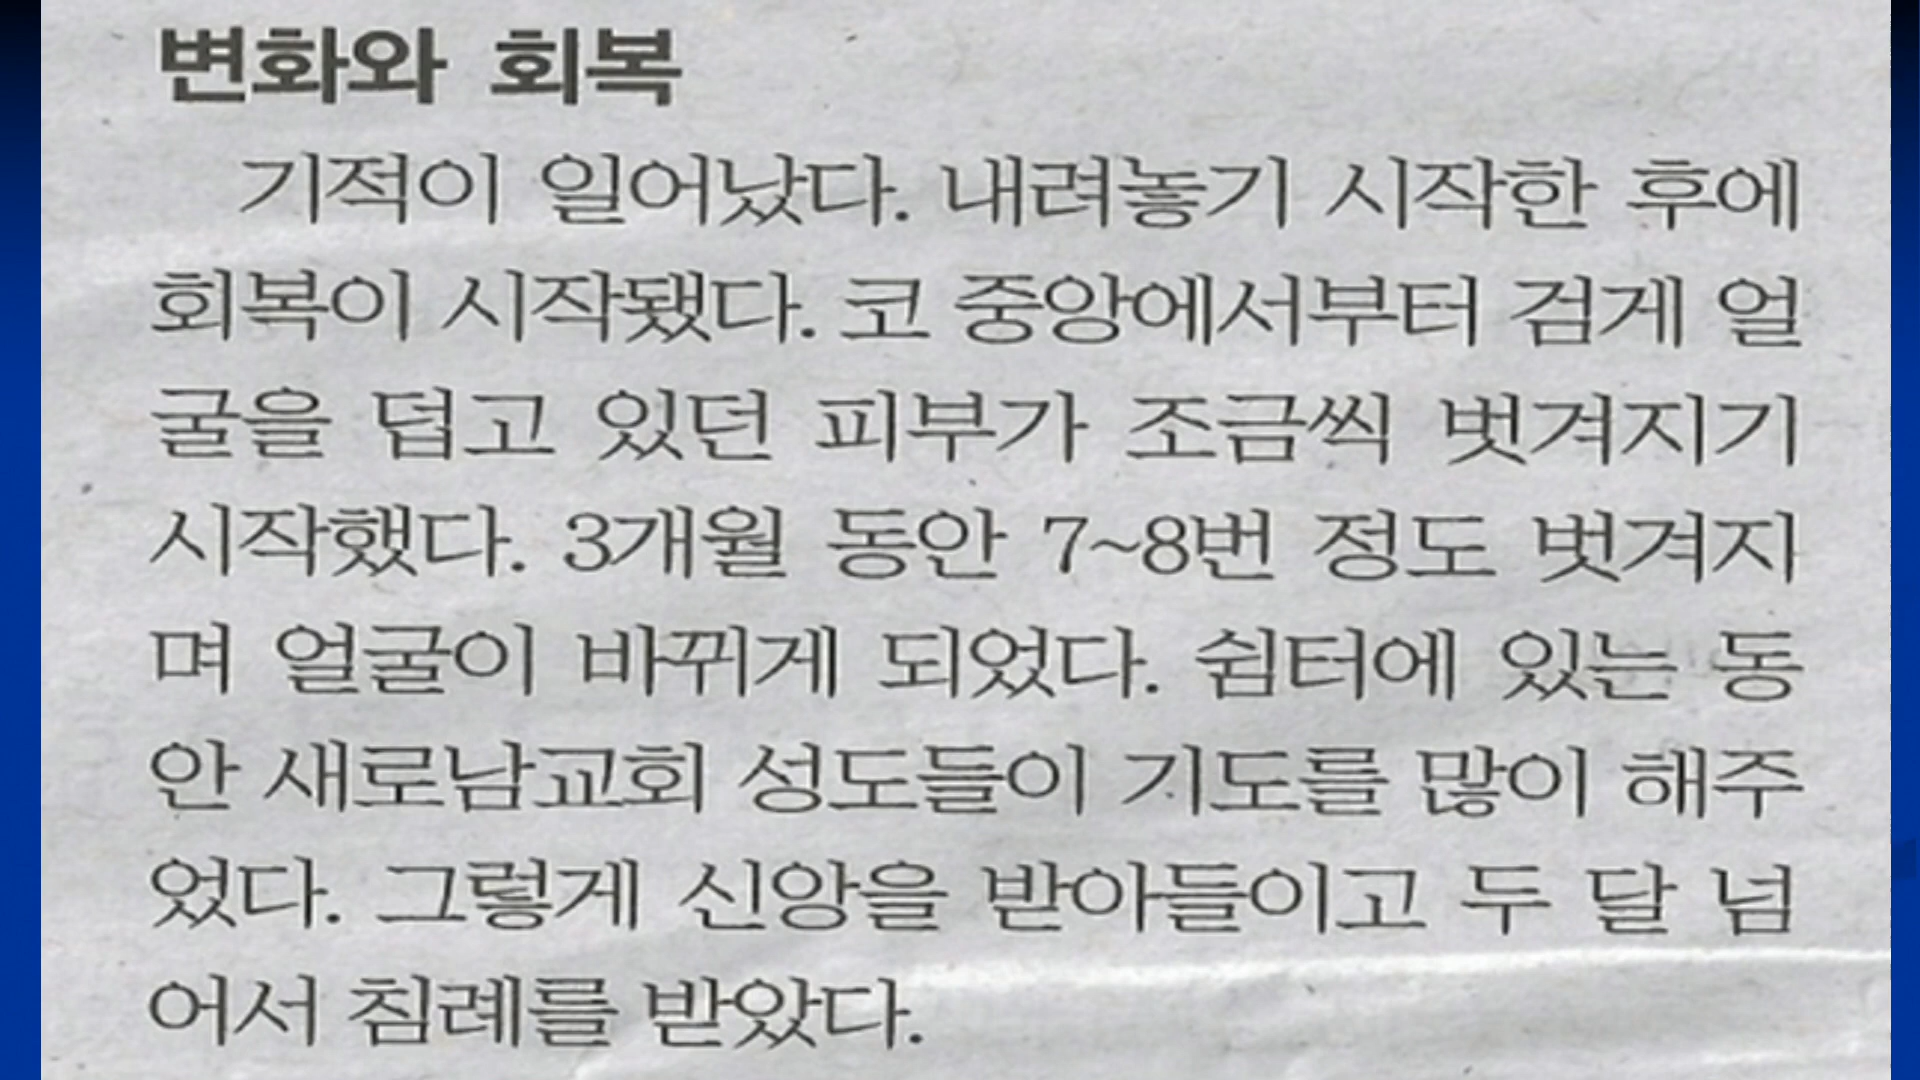 변화와 회복
기적이 일어났다. 내려놓기 시작한 후에
회복이 시작됐다. 코 중앙에서부터 검게 얼
굴을 덥고 있던 피부가 조금씩 벗겨지기
시작했다. 3개월 동안 7~8번 정도 벗겨지
며 얼굴이 바뀌게 되었다. 쉼터에 있는 동
안 새로남교회 성도들이 기도를 많이 해주
었다. 그렇게 신앙을 받아들이고 두 달 넘
어서 침례를 받았다.